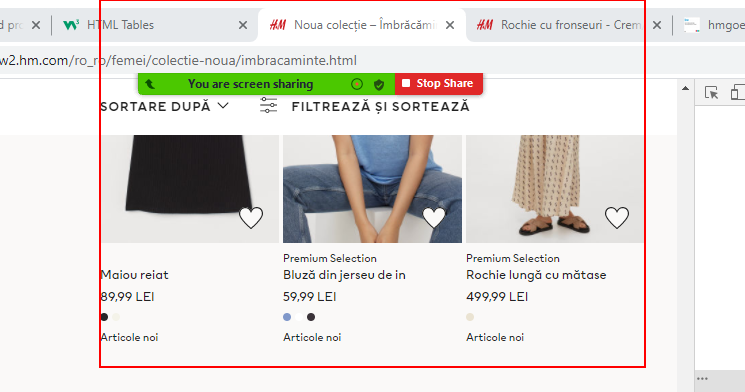 d pro
HTML Tables
H&M Noua colecție – Îmbrăcămin
H&M Rochie cu fronseuri - Crem
hmgoe
w2.hm.com/ro_ro/femei/colectie-noua/imbracaminte.html
You are screen sharing
Stop Share
SORTARE DUPĂ
FILTREAZĂ ȘI SORTEAZĂ
Maiou reiat
89,99 LEI
Articole noi
Premium Selection
Bluză din jerseu de in
59,99 LEI
Articole noi
Premium Selection
Rochie lungă cu mătase
499,99 LEI
Articole noi